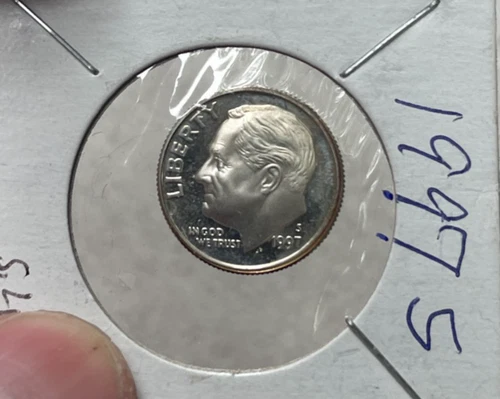 LIBERTY
IN GOD
WE TRUST
S
1997
1997 S